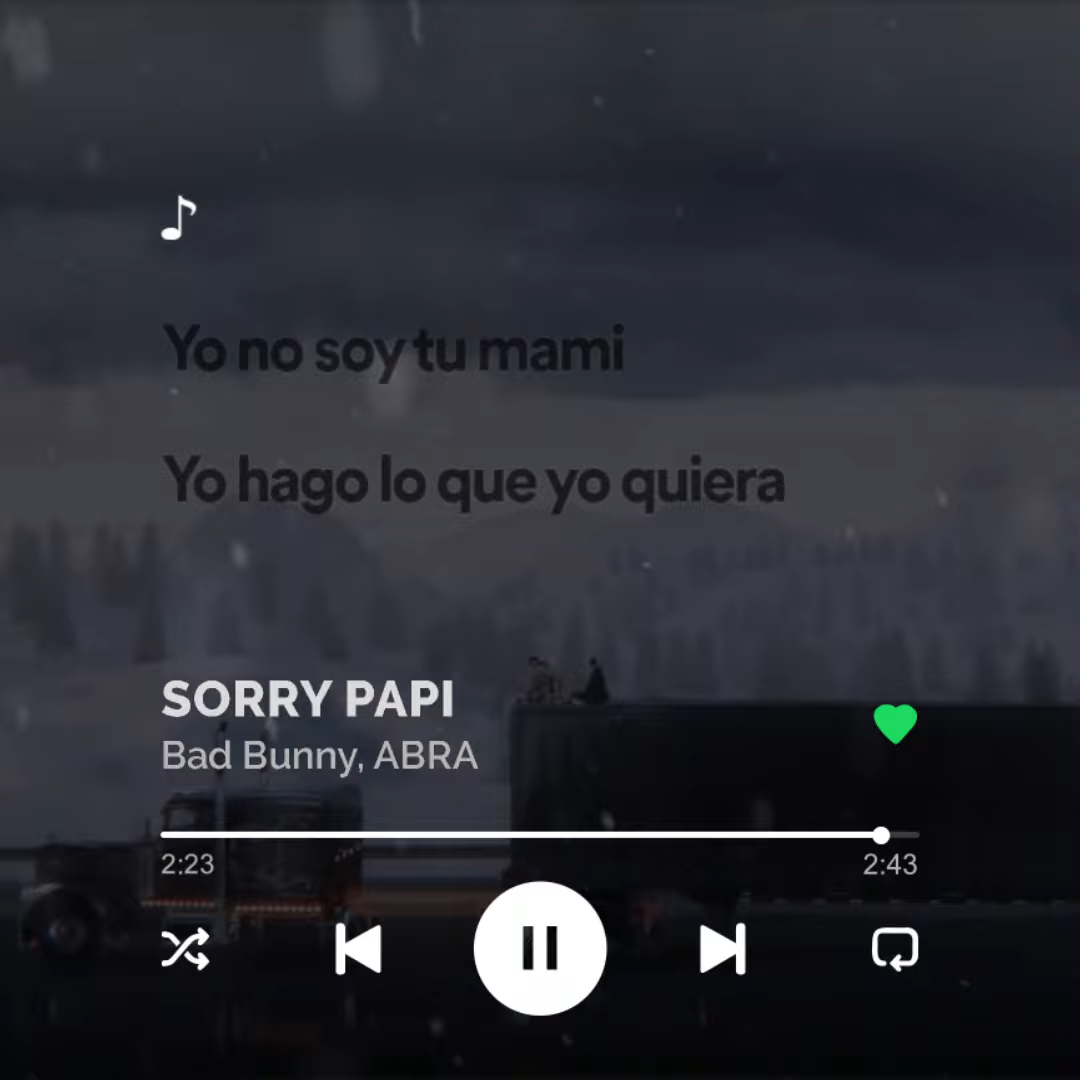 Yo no soy tu mami
Yo hago lo que yo quiera
SORRY PAPI
Bad Bunny, ABRA
2:23
2:43